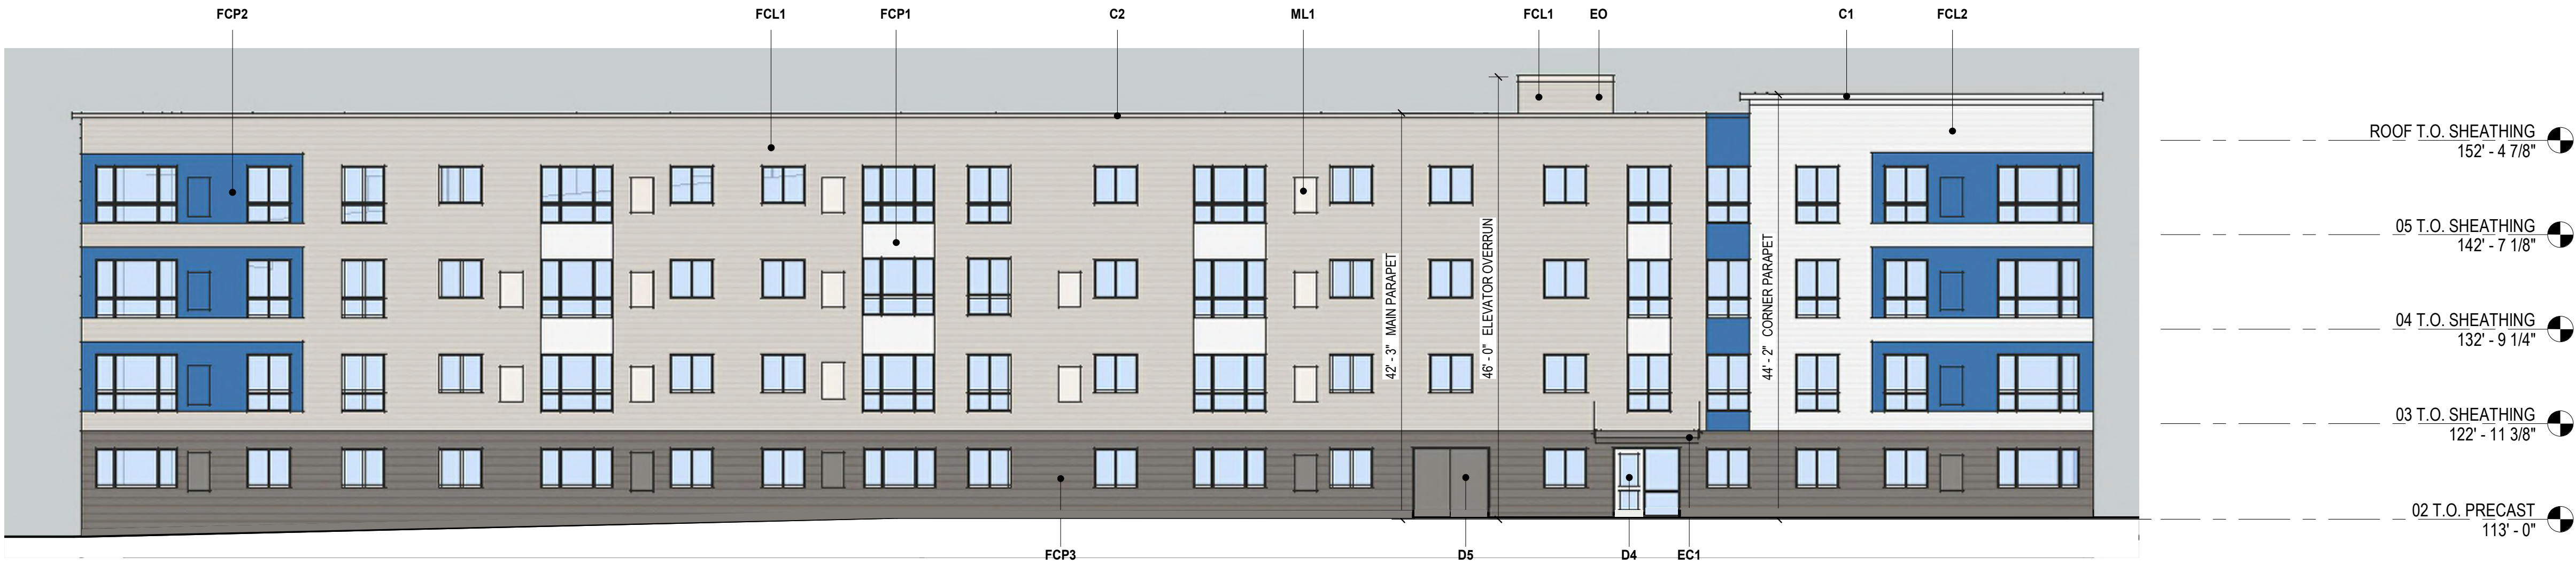 FCP2
FCL1
FCP1
C2
ML1
FCL1
EO
C1
FCL2
ROOF T.O. SHEATHING
152' - 4 7/8"
05 T.O. SHEATHING
142' - 7 1/8"
04 T.O. SHEATHING
132' - 9 1/4"
03 T.O. SHEATHING
122' - 11 3/8"
02 T.O. PRECAST
113' - 0"
42' - 3" MAIN PARAPET
46' - 0" ELEVATOR OVERRUN
44' - 2" CORNER PARAPET
FCP3
D5
D4
EC1